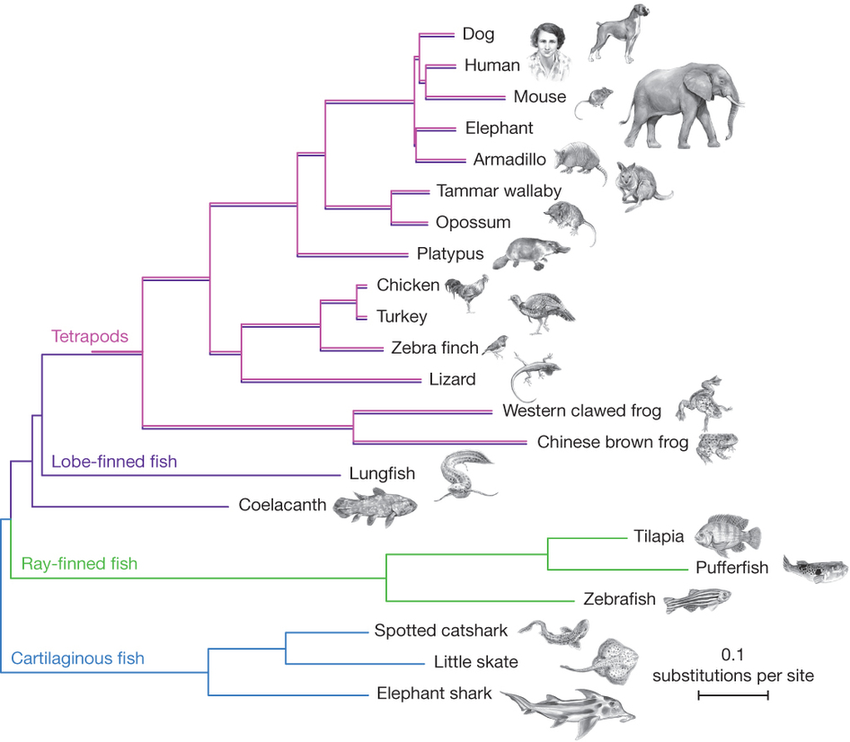 Dog
Human
Mouse
Elephant
Armadillo
Tammar wallaby
Opossum
Platypus
Chicken
Turkey
Tetrapods
Zebra finch
Lizard
Western clawed frog
Chinese brown frog
Lobe-finned fish
Lungfish
Coelacanth
Tilapia
Ray-finned fish
Pufferfish
Zebrafish
Spotted catshark
Cartilaginous fish
Little skate
Elephant shark
0.1
substitutions per site